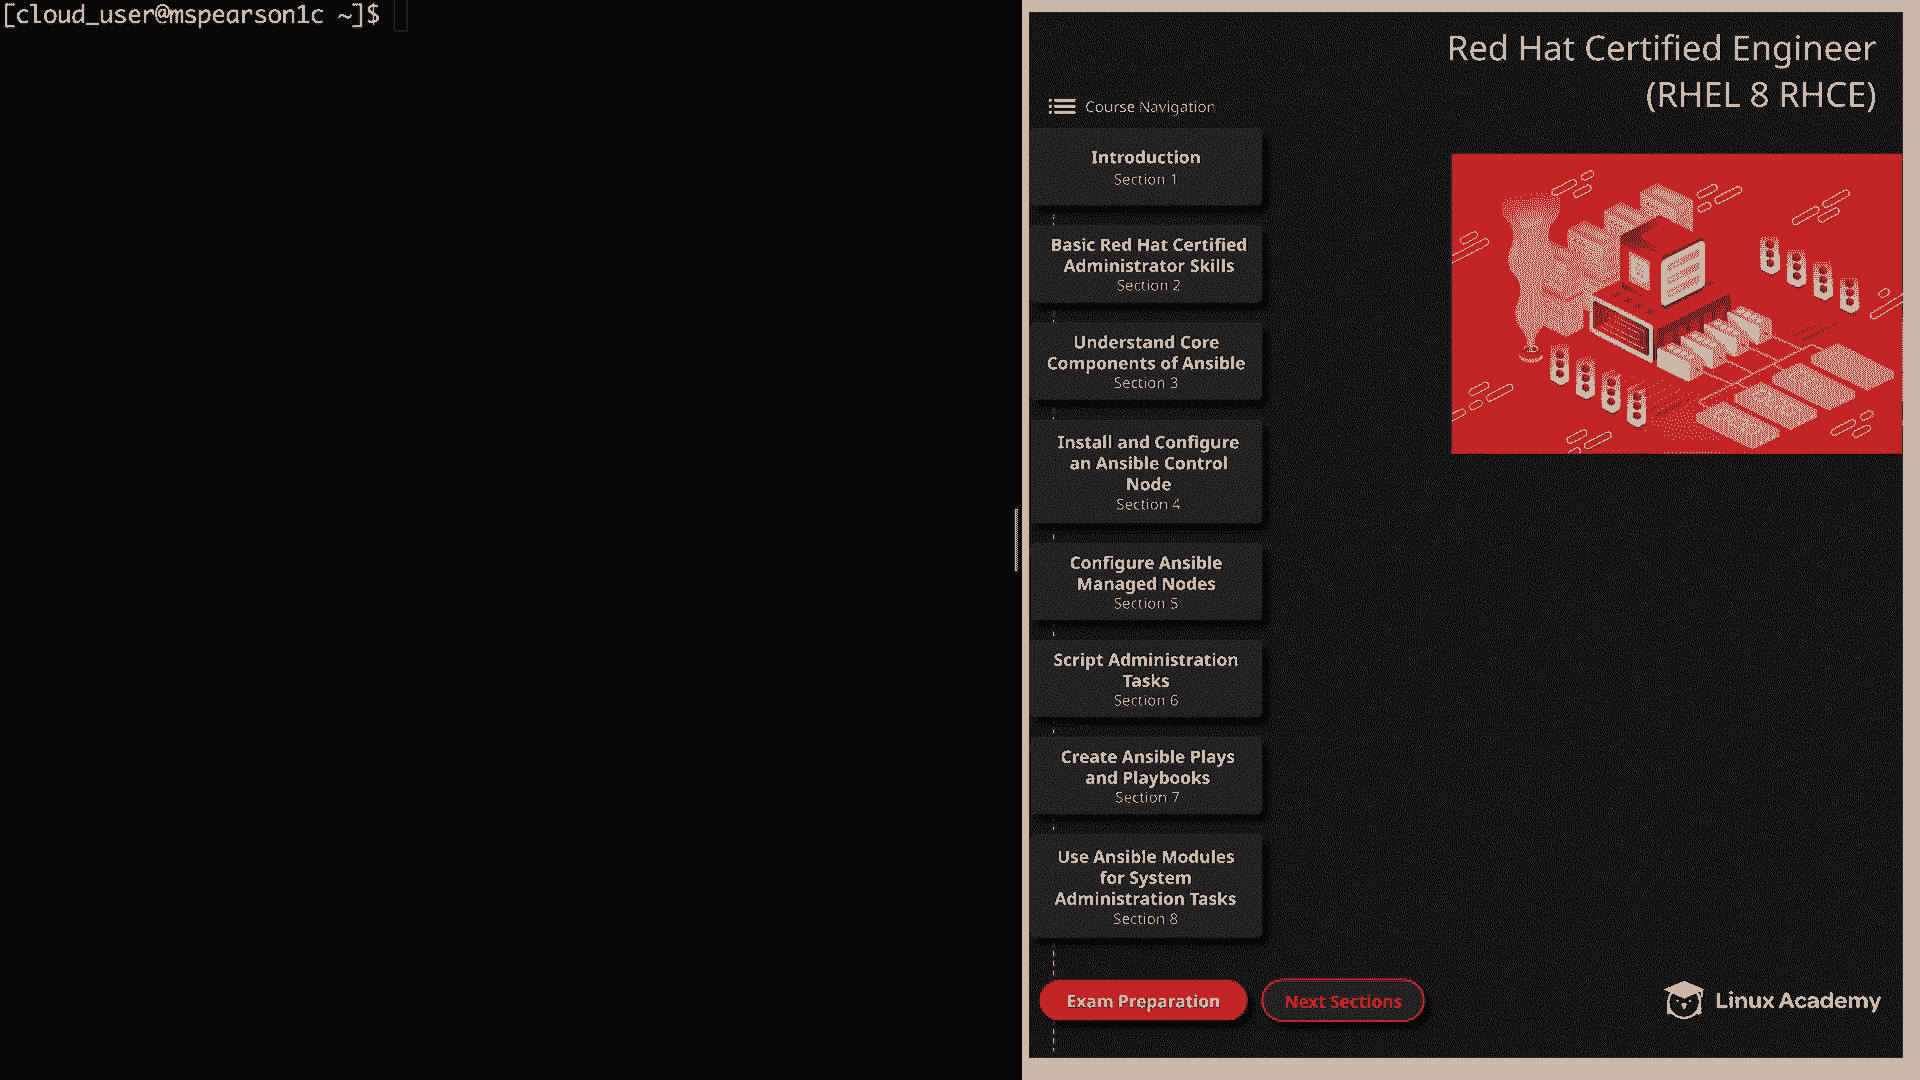 [cloud_user@mspearson1c ~]$
Red Hat Certified Engineer
(RHEL 8 RHCE)
Course Navigation
Introduction
Section 1
Basic Red Hat Certified
Administrator Skills
Section 2
Understand Core
Components of Ansible
Section 3
Install and Configure
an Ansible Control
Node
Section 4
Configure Ansible
Managed Nodes
Section 5
Script Administration
Tasks
Section 6
Create Ansible Plays
and Playbooks
Section 7
Use Ansible Modules
for System
Administration Tasks
Section 8
Exam Preparation
Next Sections
Linux Academy